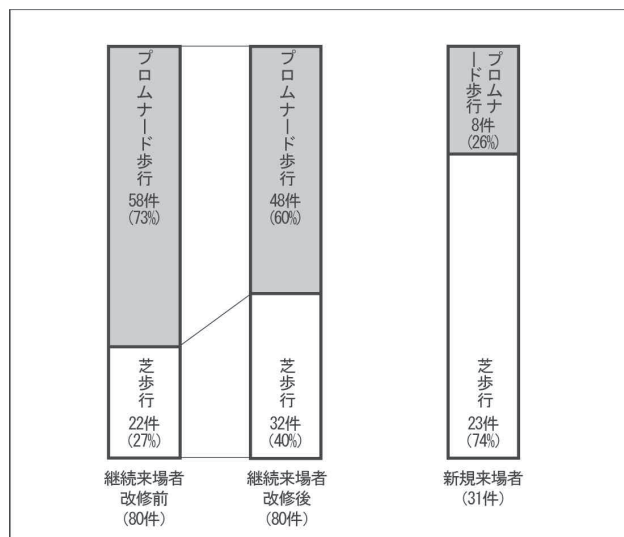 プロムナード歩行
58件
(73%)
芝歩行
22件
(27%)
継続来場者
改修前
(80件)
プロムナード歩行
48件
(60%)
芝歩行
32件
(40%)
継続来場者
改修後
(80件)
プロムナ
ード歩行
8件
(26%)
芝歩行
23件
(74%)
新規来場者
(31件)